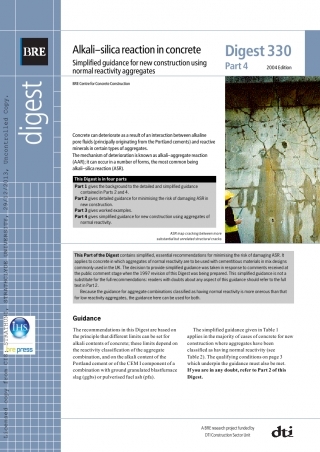 BRE
digest
Alkali–silica reaction in concrete
Simplified guidance for new construction using
normal reactivity aggregates
BRE Centre for Concrete Construction
Digest 330
Part 4
2004 Edition
Concrete can deteriorate as a result of an interaction between alkaline
pore fluids (principally originating from the Portland cements) and reactive
minerals in certain types of aggregates.
The mechanism of deterioration is known as alkali–aggregate reaction
(AAR); it can occur in a number of forms, the most common being
alkali–silica reaction (ASR).
This Digest is in four parts
Part 1 gives the background to the detailed and simplified guidance
contained in Parts 2 and 4.
Part 2 gives detailed guidance for minimising the risk of damaging ASR in
new construction.
Part 3 gives worked examples.
Part 4 gives simplified guidance for new construction using aggregates of
normal reactivity.
ASR map cracking between more
substantial and unrelated structural cracks
This Part of the Digest contains simplified, essential recommendations for minimising the risk of damaging ASR. It
applies to concrete in which aggregates of normal reactivity are to be used with cementitious materials in mix designs
commonly used in the UK. The decision to provide simplified guidance was taken in response to comments received at
the public comment stage when the 1997 revision of this Digest was being prepared. This simplified guidance is not a
substitute for the full recommendations: readers with doubts about any aspect of this guidance should refer to the full
text in Part 2.
Because the guidance for aggregate combinations classified as having normal reactivity is more onerous than that
for low reactivity aggregates, the guidance here can be used for both.
Guidance
The recommendations in this Digest are based on
the principle that different limits can be set for
alkali contents of concrete; these limits depend on
the reactivity classification of the aggregate
combination, and on the alkali content of the
Portland cement or of the CEM I component of a
combination with ground granulated blastfurnace
slag (ggbs) or pulverised fuel ash (pfa).
The simplified guidance given in Table 1
applies in the majority of cases of concrete for new
construction where aggregates have been
classified as having normal reactivity (see
Table 2). The qualifying conditions on page 3
which underpin the guidance must also be met.
If you are in any doubt, refer to Part 2 of this
Digest.
IHS
bre press
A BRE research project funded by
DTI Construction Sector Unit
dti